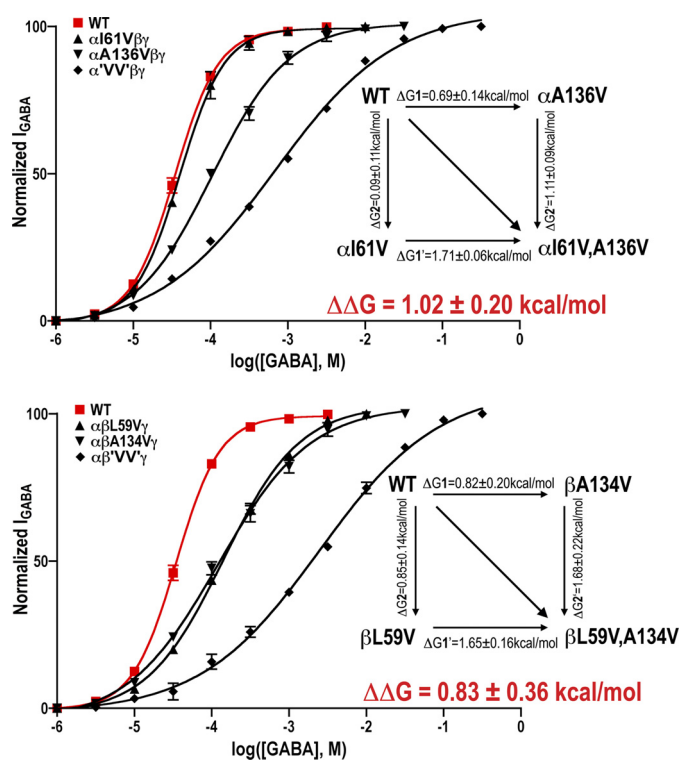 100
50
0
Normalized I GABA
WT
αI61Vβγ
αA136Vβγ
α'VV'βγ
WT
ΔG1=0.69±0.14kcal/mol
αA136V
ΔG2=0.09±0.11kcal/mol
ΔG2'=1.11±0.09kcal/mol
αI61V
ΔG1'=1.71±0.06kcal/mol
αI61V,A136V
ΔΔG = 1.02 ± 0.20 kcal/mol
-6 -5 -4 -3 -2 -1 0
log([GABA], M)
100
50
0
Normalized I GABA
WT
αβL59Vγ
αβA134Vγ
αβ'VV'γ
WT
ΔG1=0.82±0.20kcal/mol
βA134V
ΔG2=0.85±0.14kcal/mol
ΔG2'=1.68±0.22kcal/mol
βL59V
ΔG1'=1.65±0.16kcal/mol
βL59V,A134V
ΔΔG = 0.83 ± 0.36 kcal/mol
-6 -5 -4 -3 -2 -1 0
log([GABA], M)